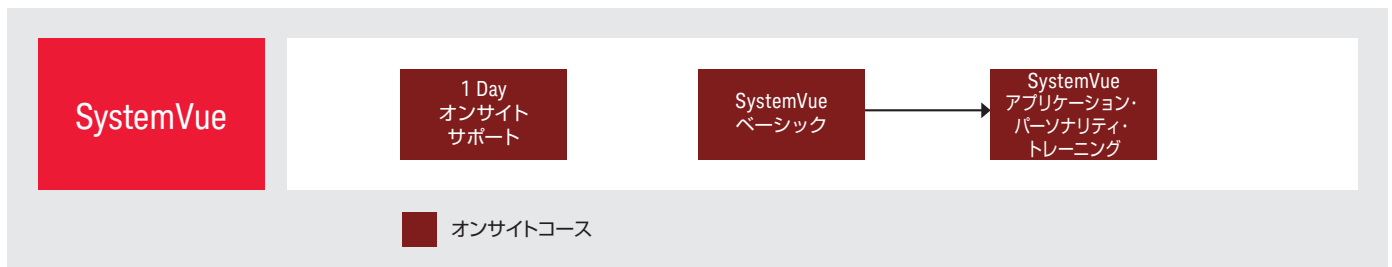 SystemVue
1 Day
オンサイト
サポート
SystemVue
ベーシック
SystemVue
アプリケーション・
パーソナリティ・
トレーニング
オンサイトコース